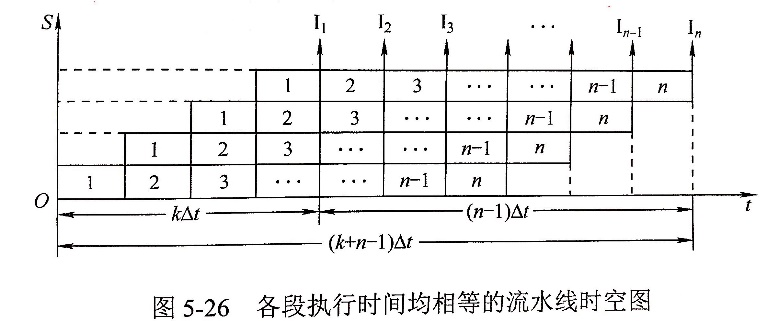 S I₁ I₂ I₃ ⋯ Iₙ₋₁ Iₙ
1 2 3 ⋯ ⋯ n−1 n
1 2 3 ⋯ ⋯ n−1 n
1 2 3 ⋯ ⋯ n−1 n
1 2 3 ⋯ ⋯ n−1 n
O t
kΔt (n−1)Δt
(k+n−1)Δt
图 5-26 各段执行时间均相等的流水线时空图